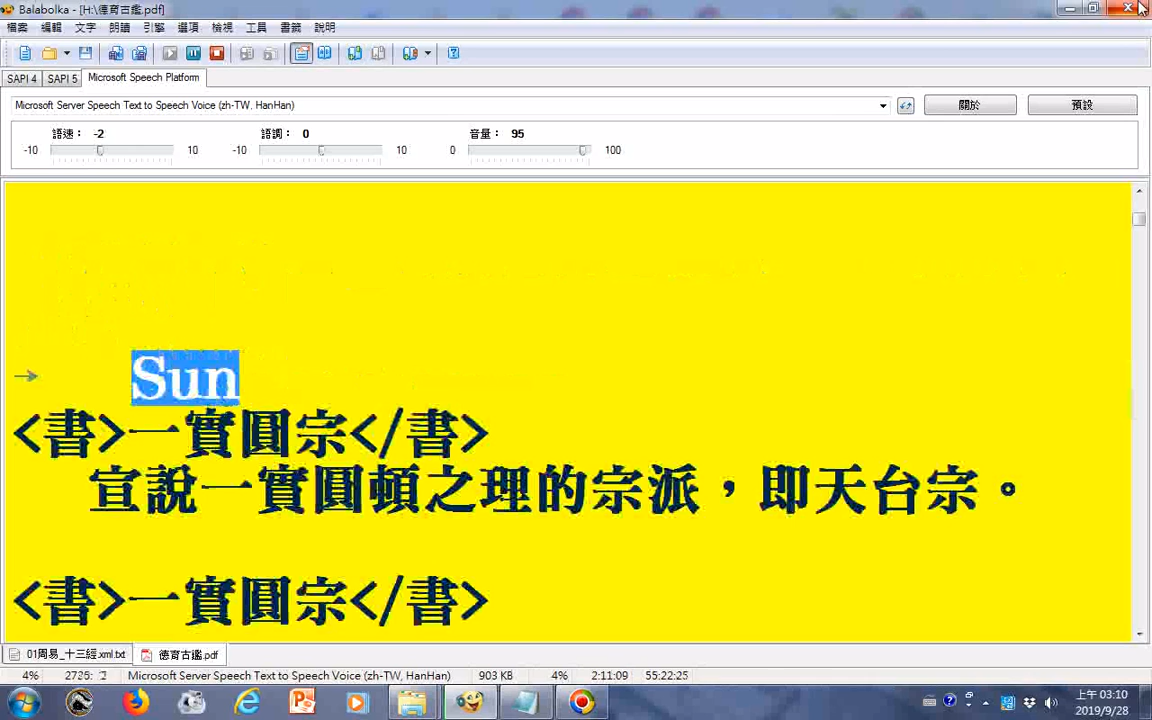 Balabolka - [H:\德育古鑑.pdf]
檔案 編輯 文字 朗讀 引擎 選項 檢視 工具 書籤 說明
SAPI 4 SAPI 5 Microsoft Speech Platform
Microsoft Server Speech Text to Speech Voice (zh-TW, HanHan)
關於 預設
語速： -2 語調： 0 音量： 95
-10 10 -10 10 0 100
Sun
<書>一實圓宗</書>
宣說一實圓頓之理的宗派，即天台宗。
<書>一實圓宗</書>
01周易_十三經.xml.txt 德育古鑑.pdf
4% Microsoft Server Speech Text to Speech Voice (zh-TW, HanHan) 903 KB 4% 2:11:09 55:22:25
上午 03:10
2019/9/28